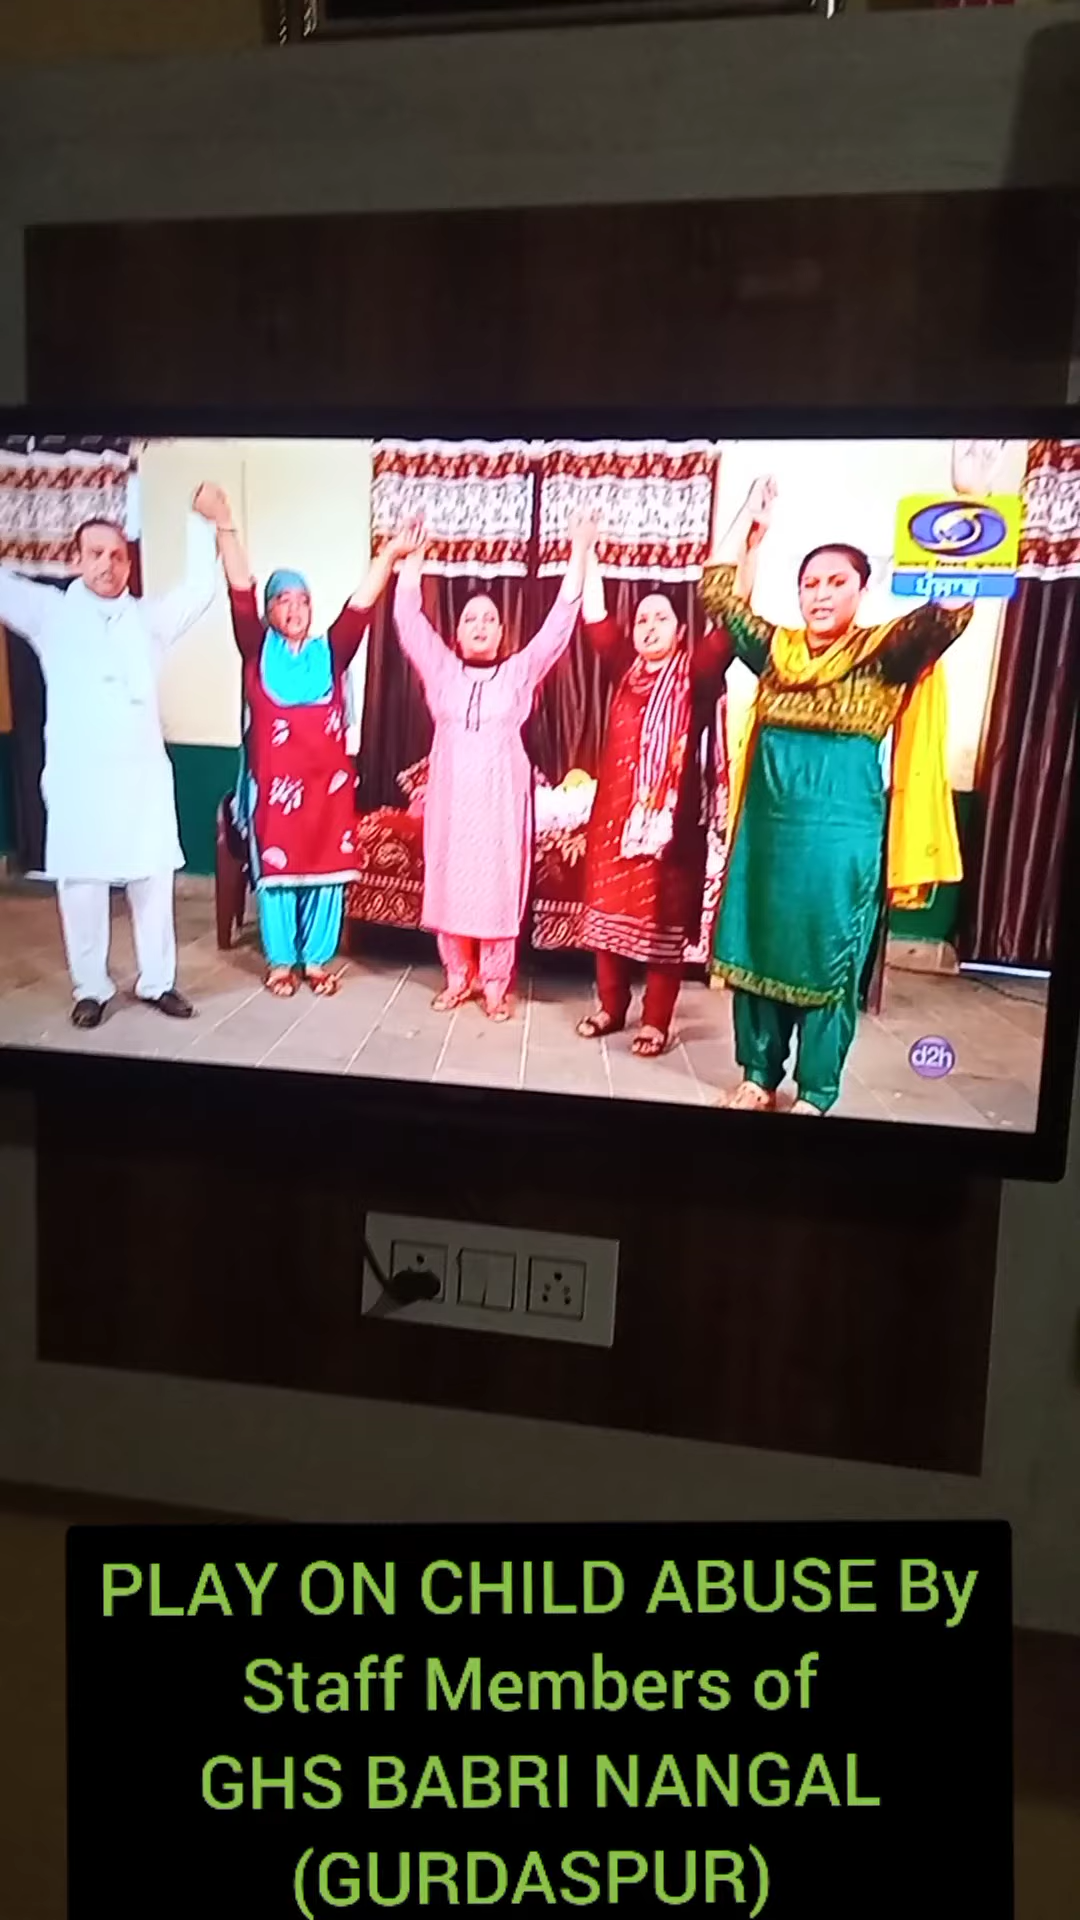 ਪੰਜਾਬ
d2h
PLAY ON CHILD ABUSE By
Staff Members of
GHS BABRI NANGAL
(GURDASPUR)